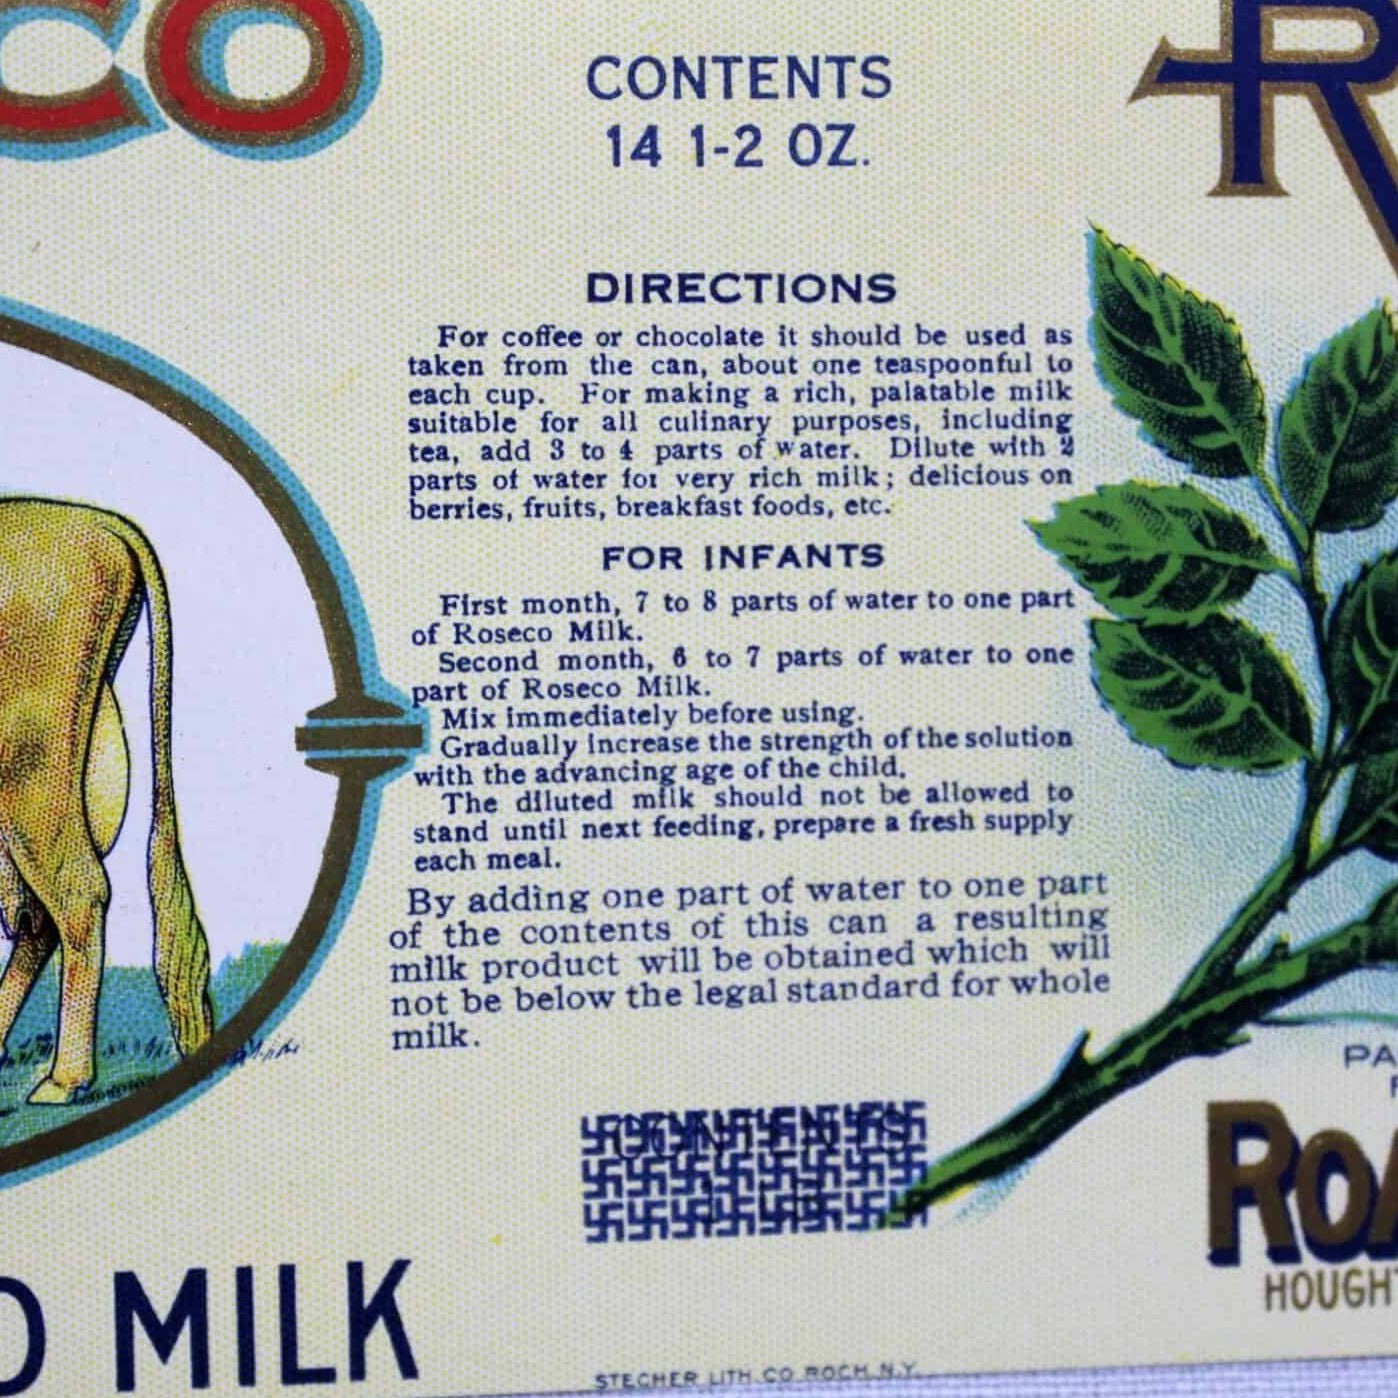 CO
CONTENTS
14 1-2 OZ.
R
DIRECTIONS
For coffee or chocolate it should be used as
taken from the can, about one teaspoonful to
each cup. For making a rich, palatable milk
suitable for all culinary purposes, including
tea, add 3 to 4 parts of water. Dilute with 2
parts of water for very rich milk; delicious on
berries, fruits, breakfast foods, etc.
FOR INFANTS
First month, 7 to 8 parts of water to one part
of Roseco Milk.
Second month, 6 to 7 parts of water to one
part of Roseco Milk.
Mix immediately before using.
Gradually increase the strength of the solution
with the advancing age of the child.
The diluted milk should not be allowed to
stand until next feeding, prepare a fresh supply
each meal.
By adding one part of water to one part
of the contents of this can a resulting
milk product will be obtained which will
not be below the legal standard for whole
milk.
CONTENTS
1 LB.
PA
ROA
HOUGHT
D MILK
STECHER LITH. CO. ROCH. N.Y.